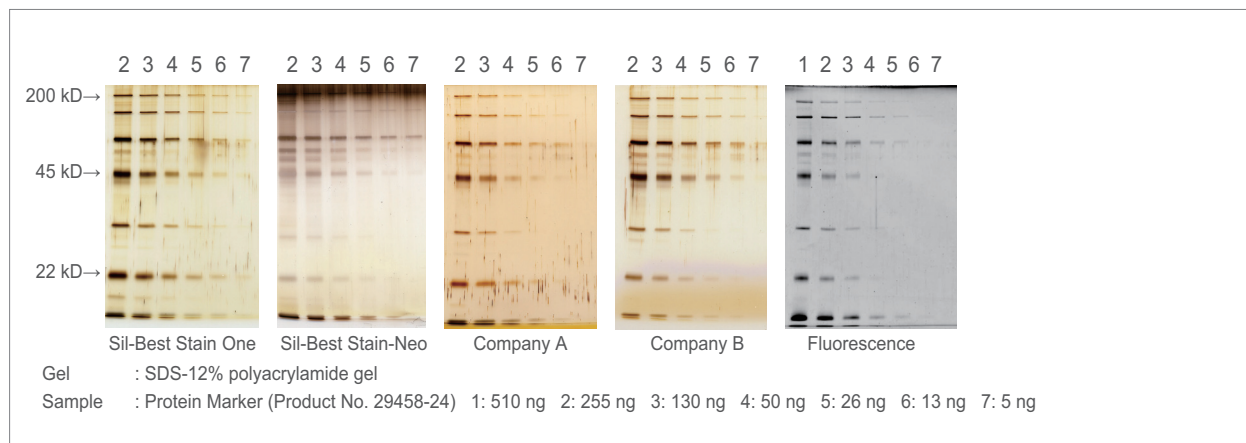 2 3 4 5 6 7
2 3 4 5 6 7
2 3 4 5 6 7
2 3 4 5 6 7
1 2 3 4 5 6 7
200 kD→
45 kD→
22 kD→
Sil-Best Stain One
Sil-Best Stain-Neo
Company A
Company B
Fluorescence
Gel : SDS-12% polyacrylamide gel
Sample : Protein Marker (Product No. 29458-24) 1: 510 ng 2: 255 ng 3: 130 ng 4: 50 ng 5: 26 ng 6: 13 ng 7: 5 ng